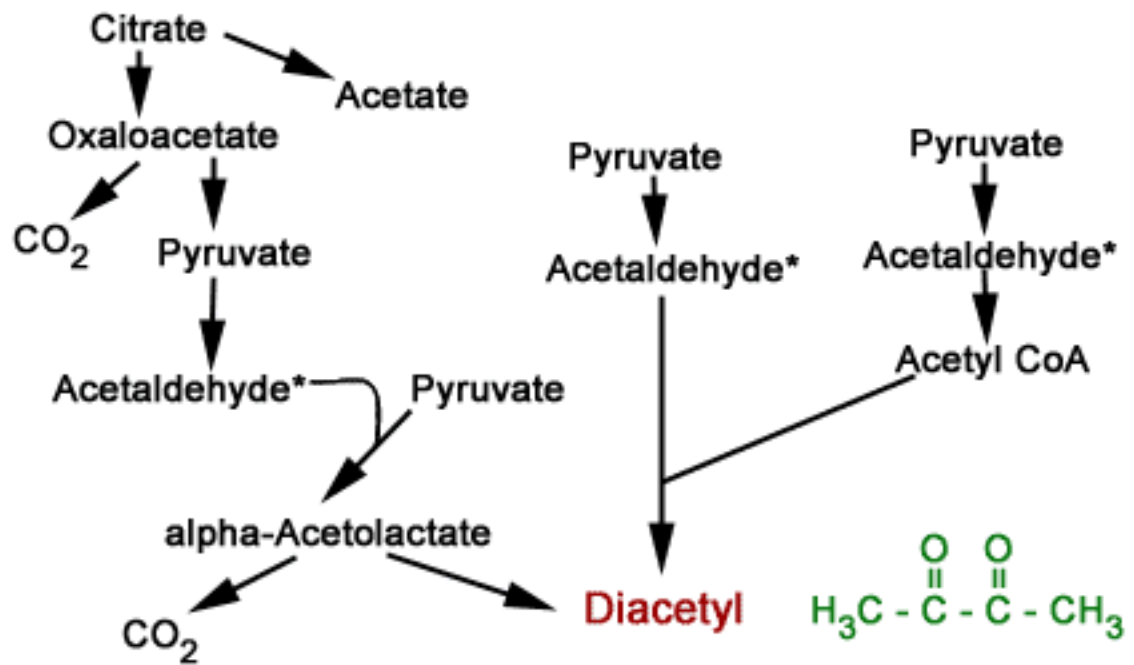 Citrate
Acetate
Oxaloacetate
Pyruvate
Pyruvate
CO2
Pyruvate
Acetaldehyde*
Acetaldehyde*
Acetyl CoA
Acetaldehyde*
Pyruvate
alpha-Acetolactate
O O
Diacetyl
H3C - C - C - CH3
CO2